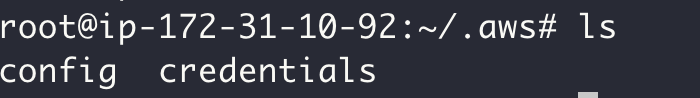 root@ip-172-31-10-92:~/.aws# ls
config  credentials